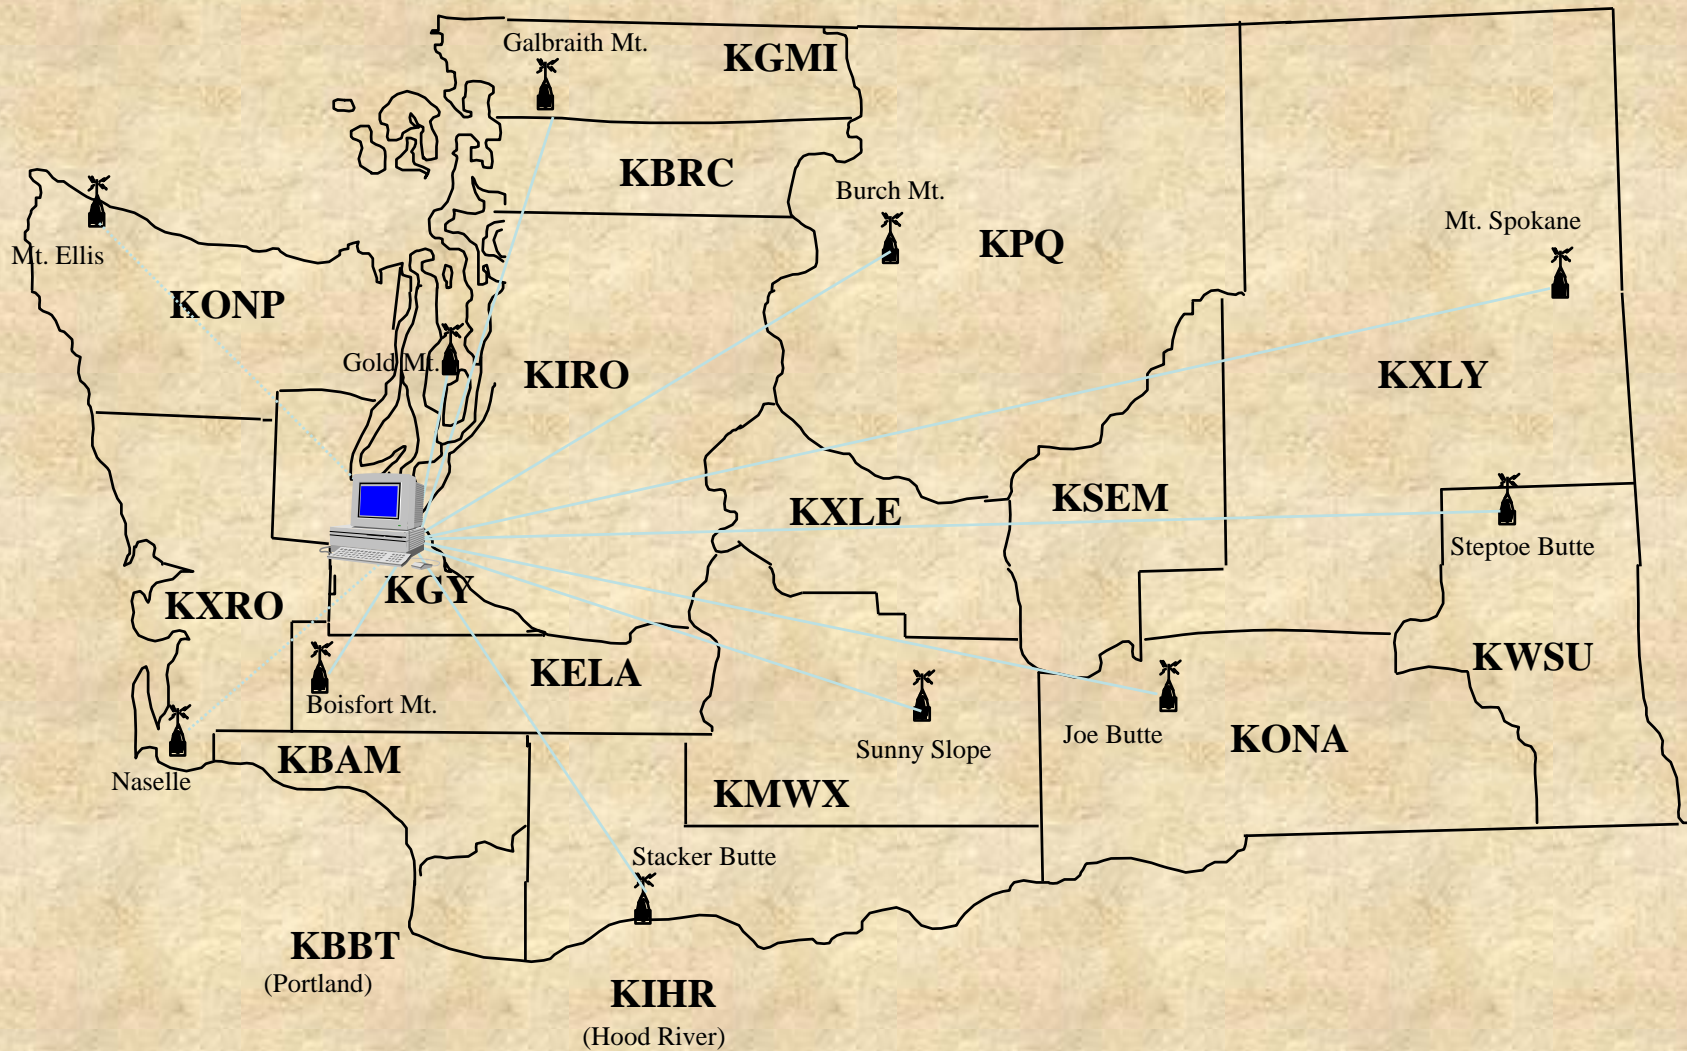 Galbraith Mt.
KGMI
KBRC
Burch Mt.
Mt. Spokane
KPQ
Mt. Ellis
KONP
Gold Mt.
KIRO
KXLY
KXLE
KSEM
Steptoe Butte
KGY
KXRO
KELA
KWSU
Boisfort Mt.
Sunny Slope
Joe Butte
KONA
KBAM
Naselle
KMWX
Stacker Butte
KBBT
(Portland)
KIHR
(Hood River)